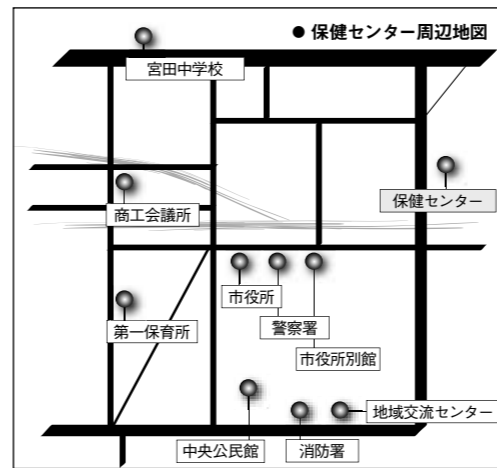 ● 保健センター周辺地図
宮田中学校
保健センター
商工会議所
市役所
警察署
第一保育所
市役所別館
地域交流センター
中央公民館
消防署